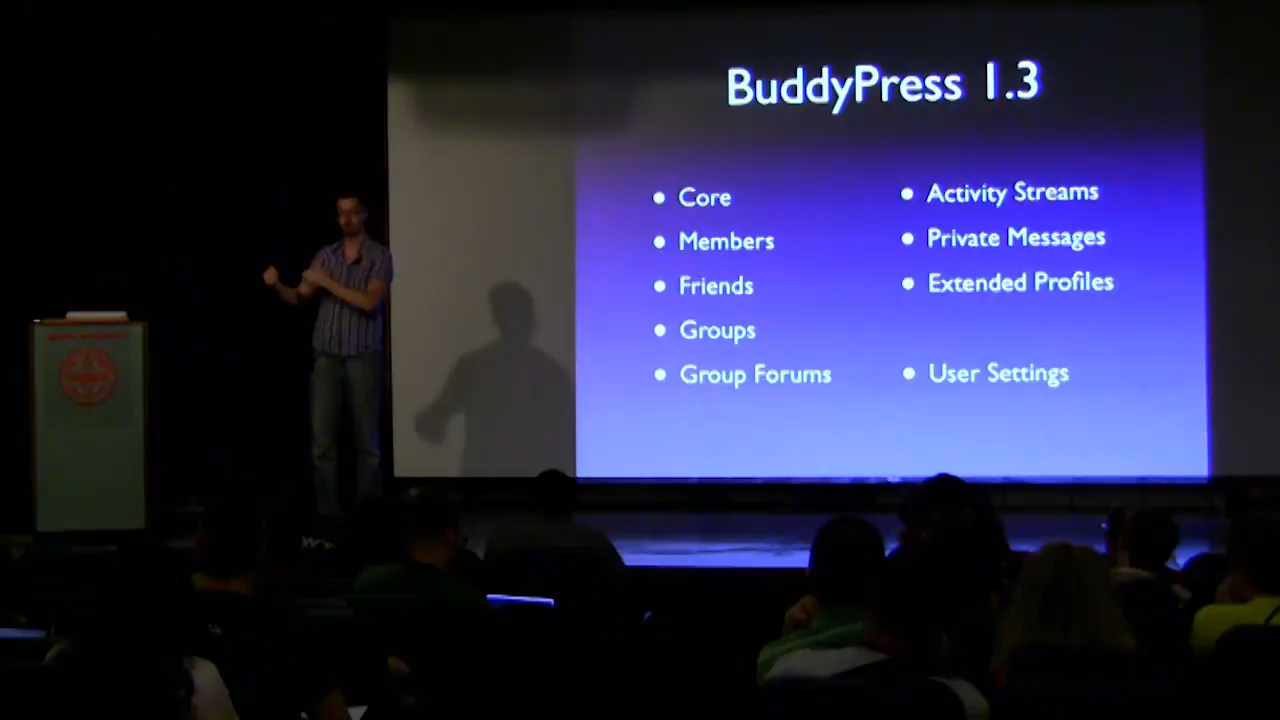 BuddyPress 1.3
Core
Members
Friends
Groups
Group Forums
Activity Streams
Private Messages
Extended Profiles
User Settings